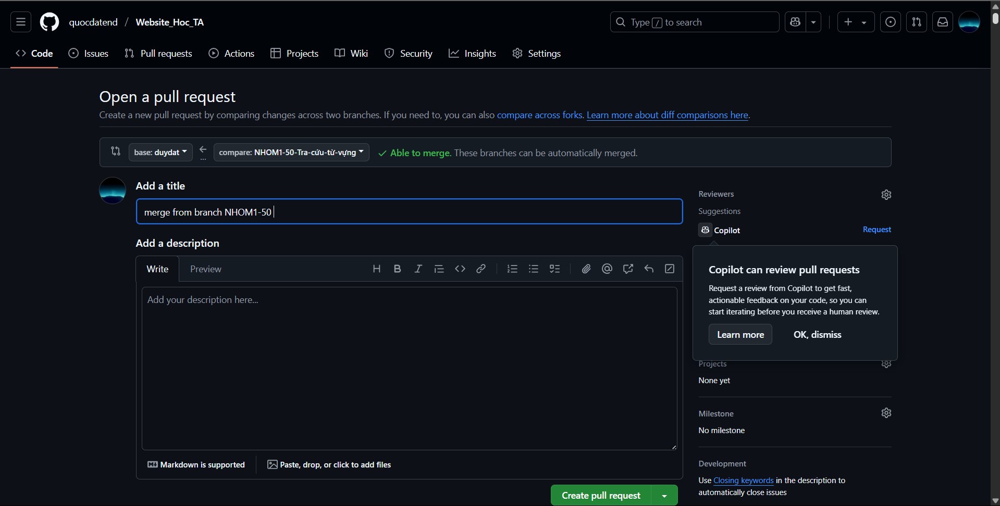 quocdatend / Website_Hoc_TA
Type / to search
Code Issues Pull requests Actions Projects Wiki Security Insights Settings
Open a pull request
Create a new pull request by comparing changes across two branches. If you need to, you can also compare across forks. Learn more about diff comparisons here.
base: duydat ← ... compare: NHOM1-50-Tra-cứu-từ-vựng ✓ Able to merge. These branches can be automatically merged.
Add a title
merge from branch NHOM1-50
Add a description
Write Preview
Add your description here...
Markdown is supported
Paste, drop, or click to add files
Create pull request
Reviewers
Suggestions
Copilot Request
Copilot can review pull requests
Request a review from Copilot to get fast,
actionable feedback on your code, so you can
start iterating before you receive a human review.
Learn more OK, dismiss
Projects
None yet
Milestone
No milestone
Development
Use Closing keywords in the description to
automatically close issues